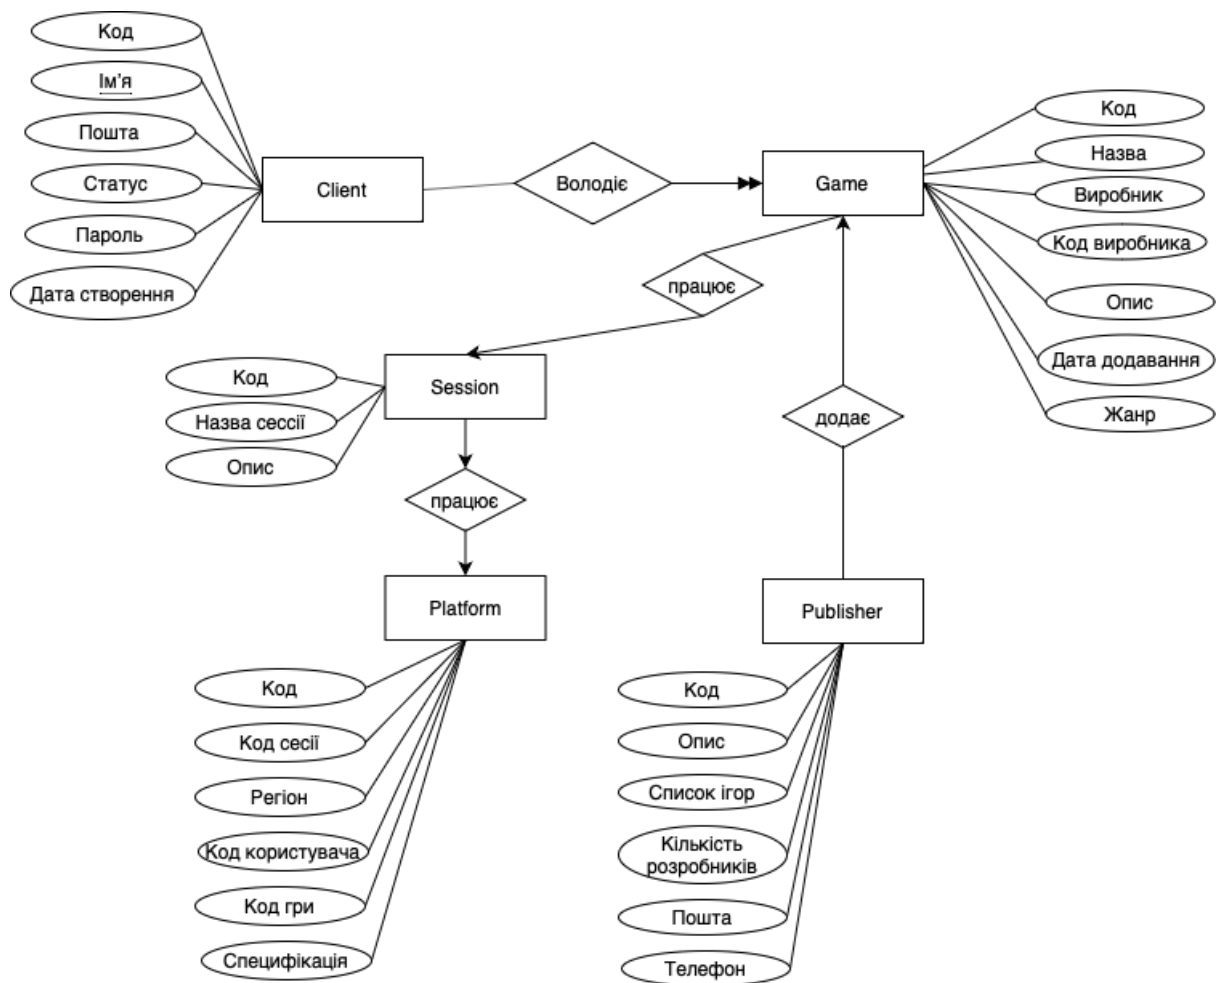 Код
Ім'я
Пошта
Статус
Пароль
Дата створення
Client
Володіє
Game
Код
Назва
Виробник
Код виробника
Опис
Дата додавання
Жанр
працює
Session
Код
Назва сессії
Опис
додає
працює
Platform
Publisher
Код
Код сесії
Регіон
Код користувача
Код гри
Специфікація
Код
Опис
Список ігор
Кількість
розробників
Пошта
Телефон